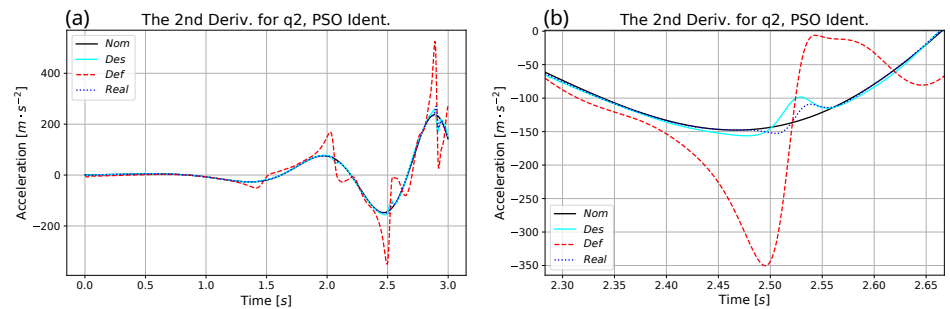 (a)
The 2nd Deriv. for q2, PSO Ident.
Acceleration [m · s⁻²]
400
200
0
−200
Nom
Des
Def
Real
0.0 0.5 1.0 1.5 2.0 2.5 3.0
Time [s]
(b)
The 2nd Deriv. for q2, PSO Ident.
Acceleration [m · s⁻²]
0
−50
−100
−150
−200
−250
−300
−350
Nom
Des
Def
Real
2.30 2.35 2.40 2.45 2.50 2.55 2.60 2.65
Time [s]